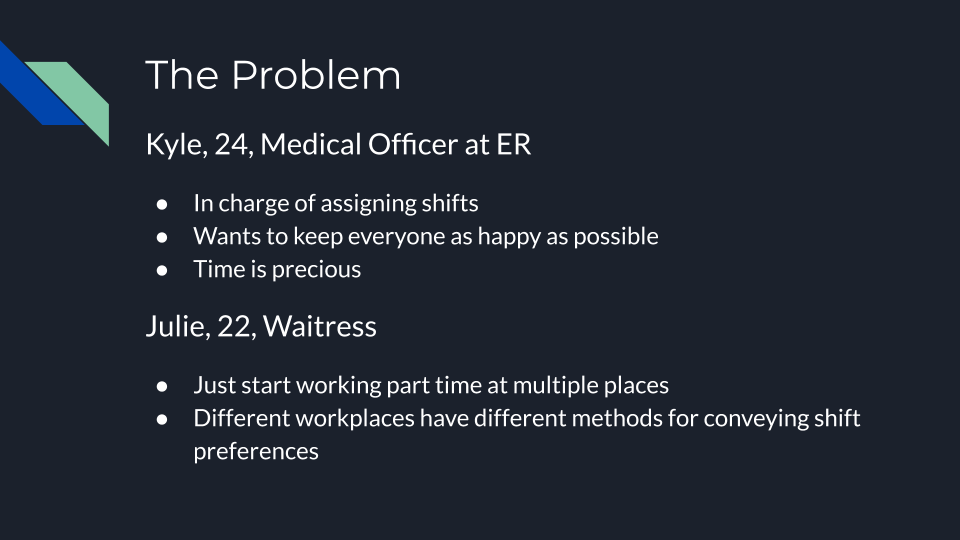 The Problem
Kyle, 24, Medical Officer at ER
● In charge of assigning shifts
● Wants to keep everyone as happy as possible
● Time is precious
Julie, 22, Waitress
● Just start working part time at multiple places
● Different workplaces have different methods for conveying shift
preferences